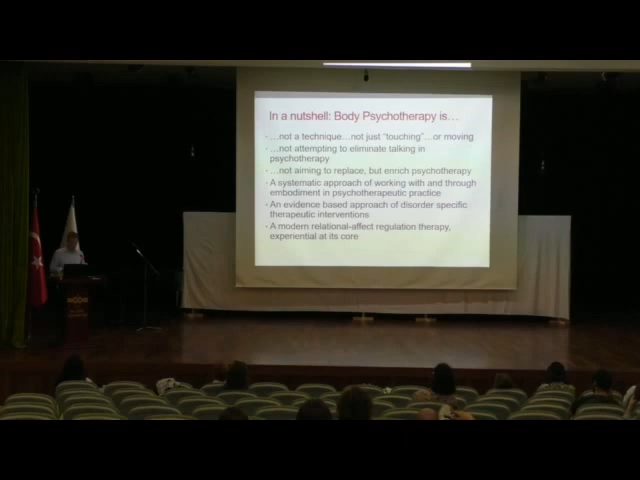 In a nutshell: Body Psychotherapy is…
• …not a technique…not just "touching"…or moving
• …not attempting to eliminate talking in
psychotherapy
• …not aiming to replace, but enrich psychotherapy
• A systematic approach of working with and through
embodiment in psychotherapeutic practice
• An evidence based approach of disorder specific
therapeutic interventions
• A modern relational-affect regulation therapy,
experiential at its core